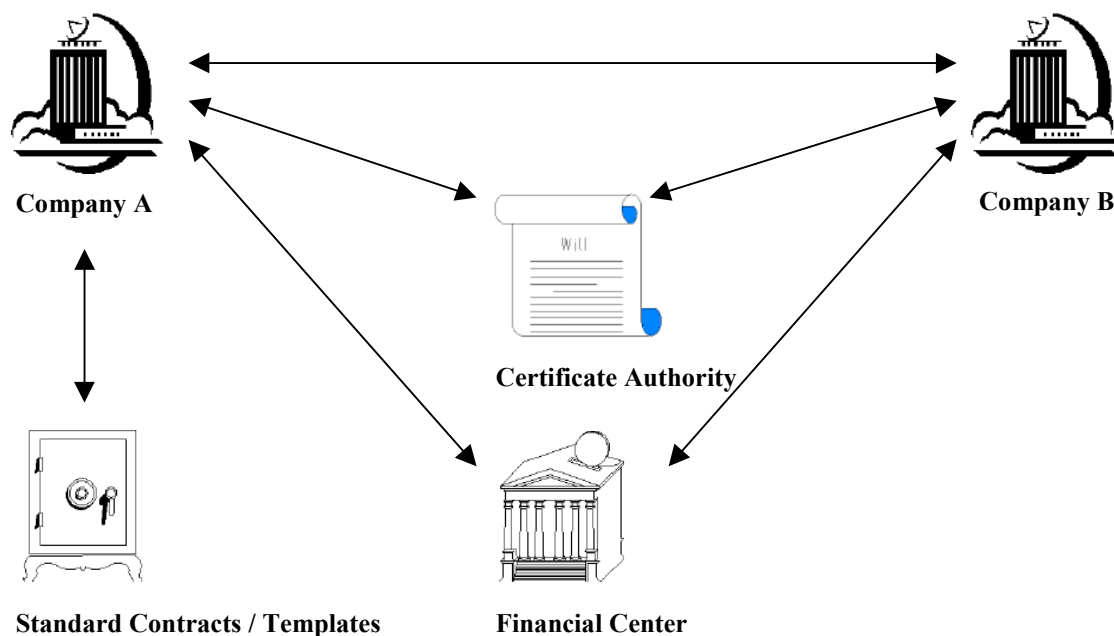 Company A
Company B
Will
Certificate Authority
Standard Contracts / Templates
Financial Center